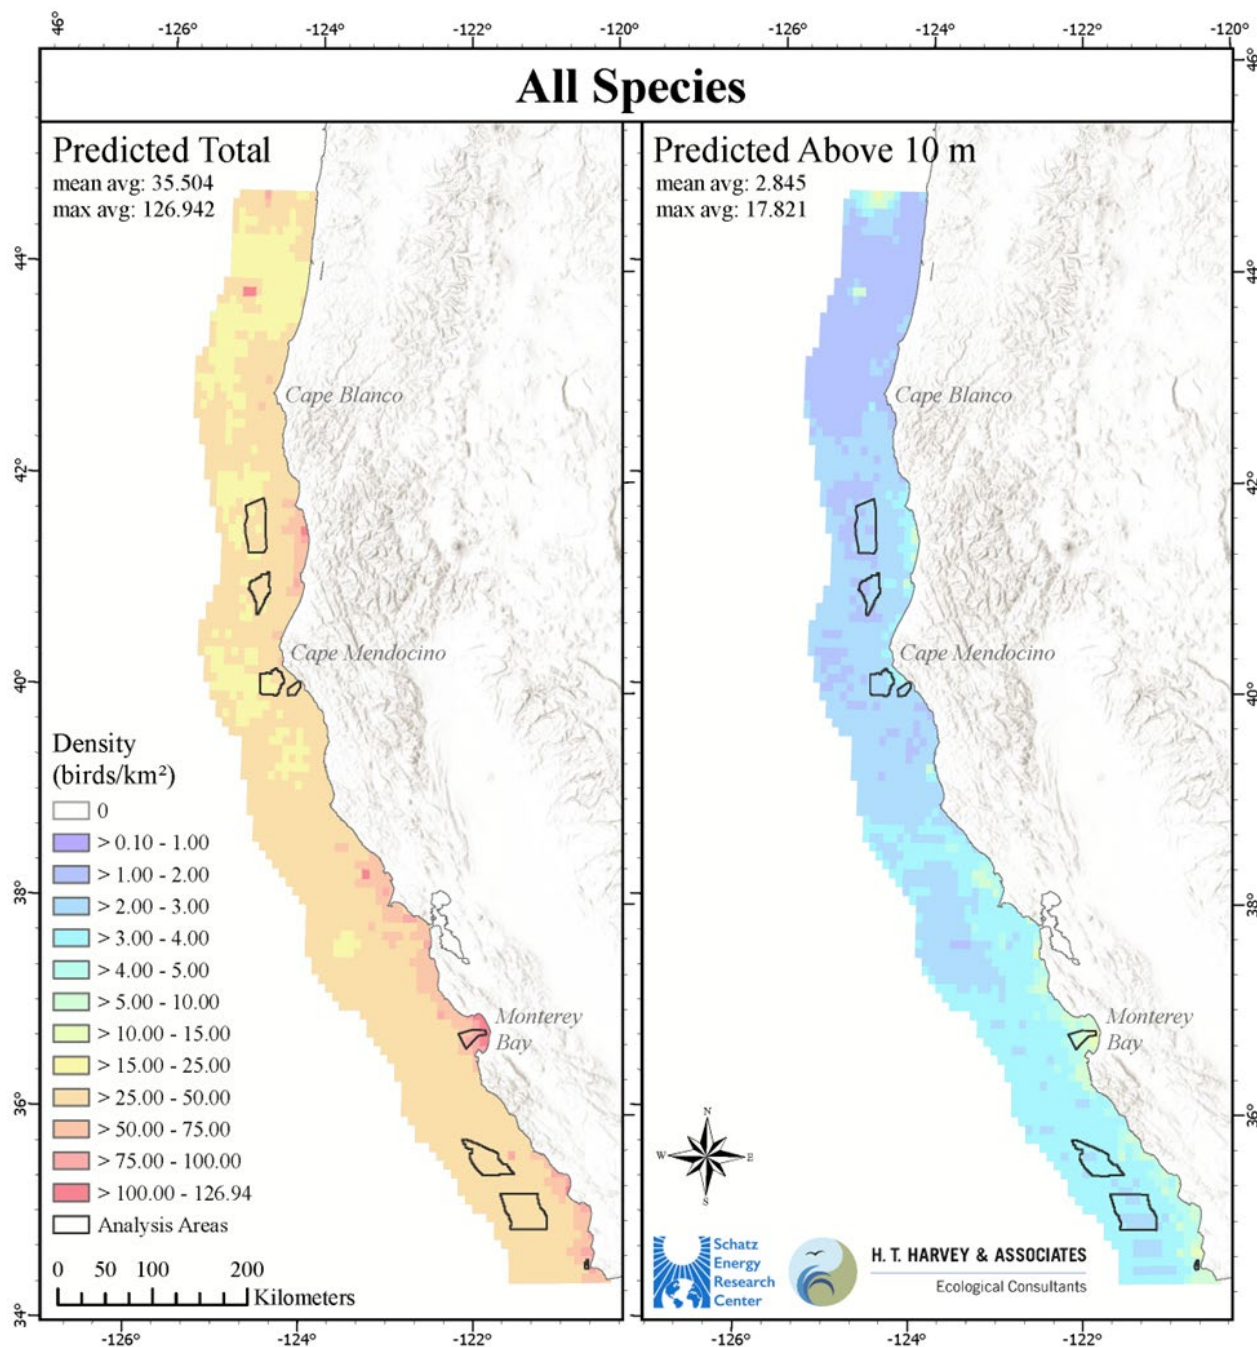 46° -126° -124° -122° -120° -126° -124° -122° -120° 46°
All Species
Predicted Total
mean avg: 35.504
max avg: 126.942
Predicted Above 10 m
mean avg: 2.845
max avg: 17.821
44°
44°
Cape Blanco
Cape Blanco
42°
42°
Cape Mendocino
Cape Mendocino
40°
40°
Density
(birds/km²)
0
> 0.10 - 1.00
> 1.00 - 2.00
> 2.00 - 3.00
> 3.00 - 4.00
> 4.00 - 5.00
> 5.00 - 10.00
> 10.00 - 15.00
> 15.00 - 25.00
> 25.00 - 50.00
> 50.00 - 75.00
> 75.00 - 100.00
> 100.00 - 126.94
Analysis Areas
0 50 100 200
Kilometers
38°
38°
Monterey
Bay
Monterey
Bay
36°
36°
N
W E
S
Schatz
Energy
Research
Center
H. T. HARVEY & ASSOCIATES
Ecological Consultants
34°
-126° -124° -122° -126° -124° -122°